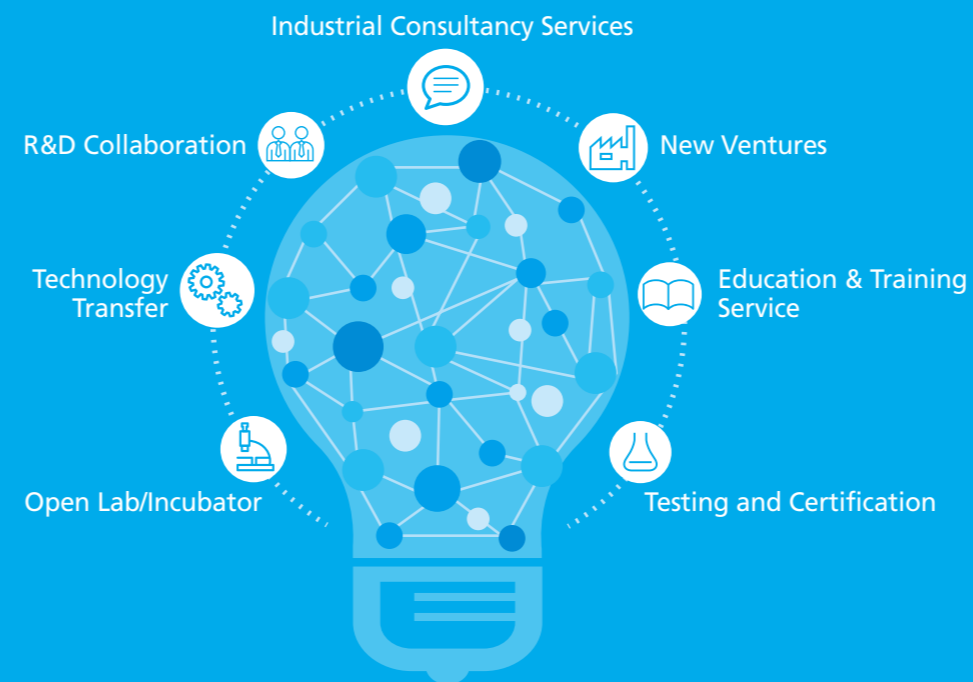 Industrial Consultancy Services
R&D Collaboration
New Ventures
Technology
Transfer
Education & Training
Service
Open Lab/Incubator
Testing and Certification